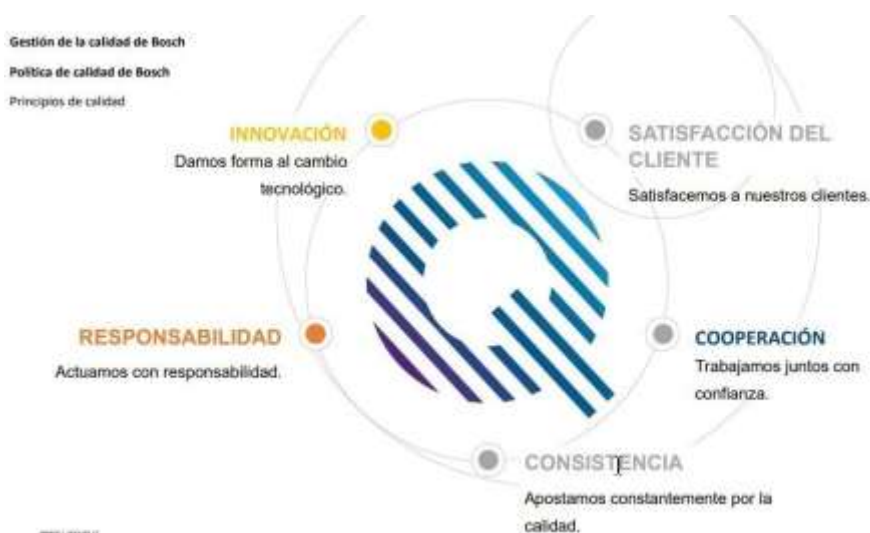 Gestión de la calidad de Bosch
Política de calidad de Bosch
Principios de calidad
INNOVACIÓN
Damos forma al cambio
tecnológico.
SATISFACCIÓN DEL
CLIENTE
Satisfacemos a nuestros clientes.
RESPONSABILIDAD
Actuamos con responsabilidad.
COOPERACIÓN
Trabajamos juntos con
confianza.
CONSISTENCIA
Apostamos constantemente por la
calidad.